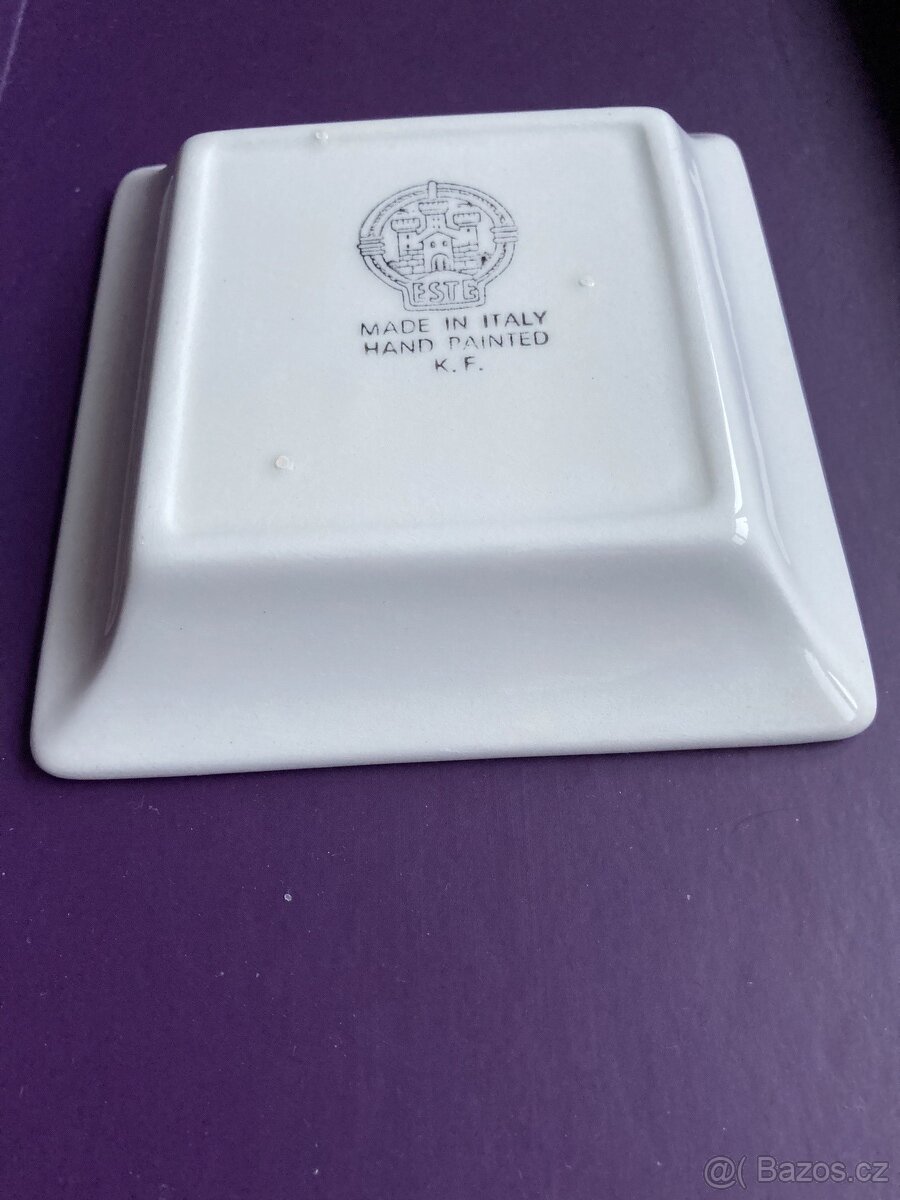 ESTE
MADE IN ITALY
HAND PAINTED
K. F.
@( Bazos.cz